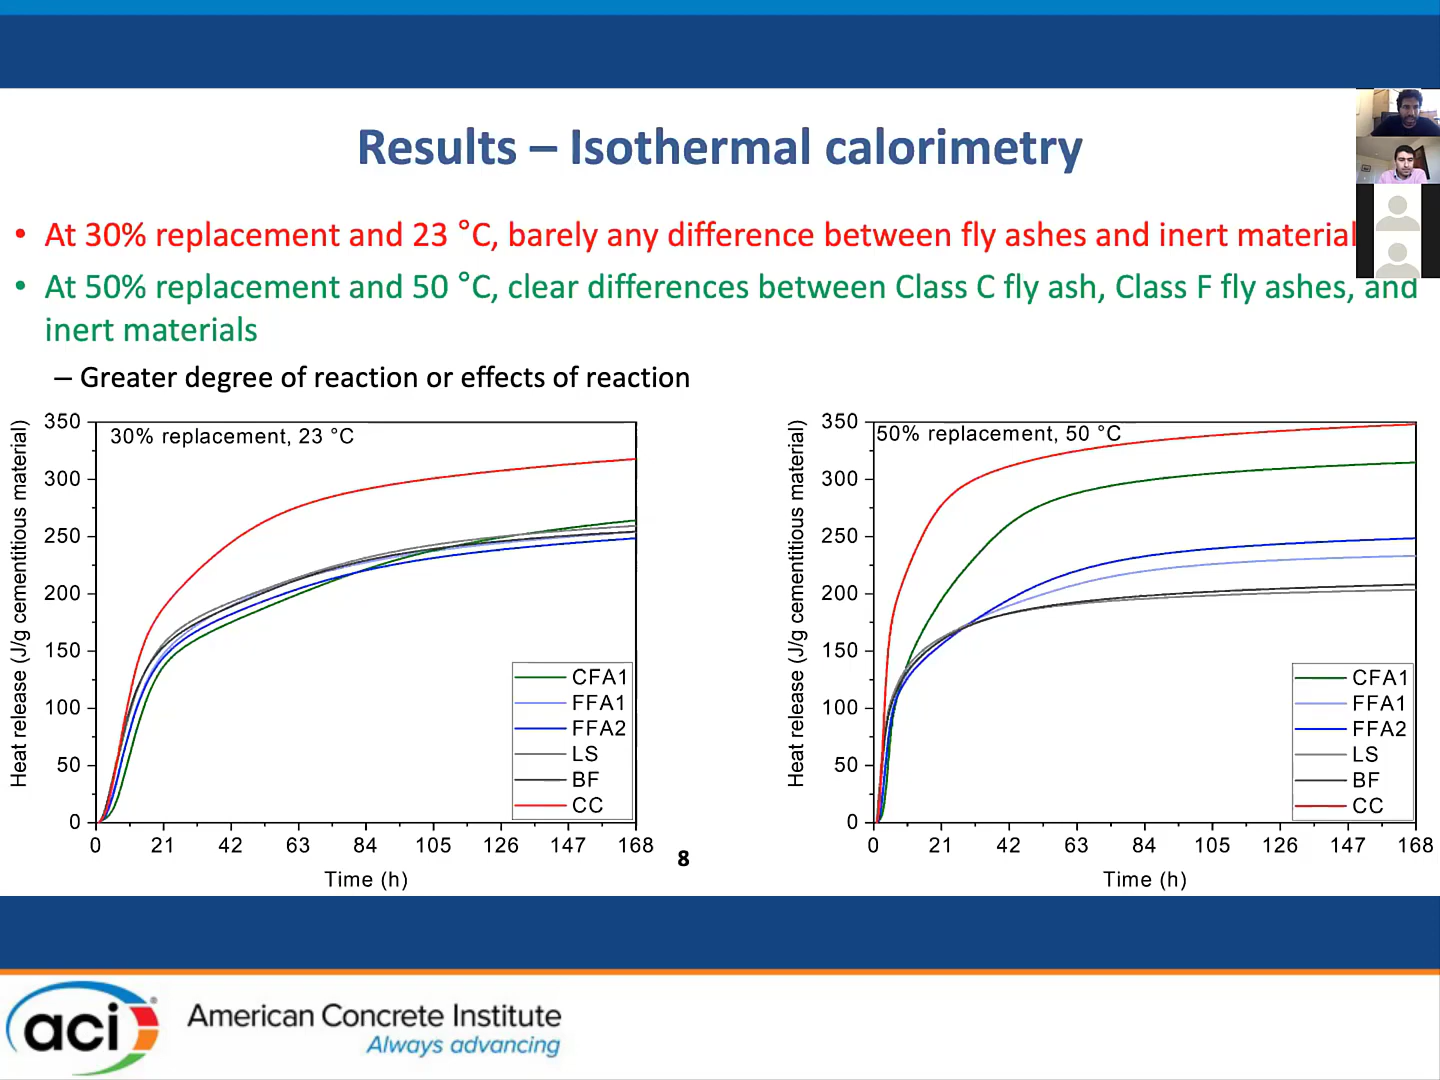 Results – Isothermal calorimetry
• At 30% replacement and 23 °C, barely any difference between fly ashes and inert material
• At 50% replacement and 50 °C, clear differences between Class C fly ash, Class F fly ashes, and
inert materials
– Greater degree of reaction or effects of reaction
Heat release (J/g cementitious material)
350
300
250
200
150
100
50
0
30% replacement, 23 °C
CFA1
FFA1
FFA2
LS
BF
CC
0 21 42 63 84 105 126 147 168
Time (h)
8
Heat release (J/g cementitious material)
350
300
250
200
150
100
50
0
50% replacement, 50 °C
CFA1
FFA1
FFA2
LS
BF
CC
0 21 42 63 84 105 126 147 168
Time (h)
aci
American Concrete Institute
Always advancing